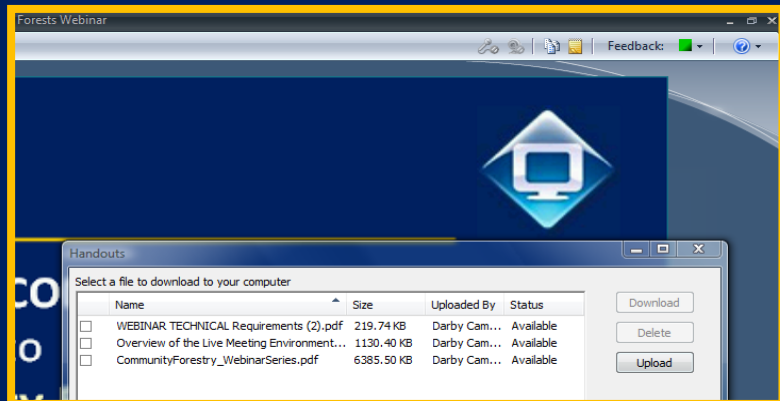 Forests Webinar
Feedback:
Handouts
Select a file to download to your computer
Name Size Uploaded By Status
WEBINAR TECHNICAL Requirements (2).pdf 219.74 KB Darby Cam... Available
Overview of the Live Meeting Environment... 1130.40 KB Darby Cam... Available
CommunityForestry_WebinarSeries.pdf 6385.50 KB Darby Cam... Available
Download
Delete
Upload